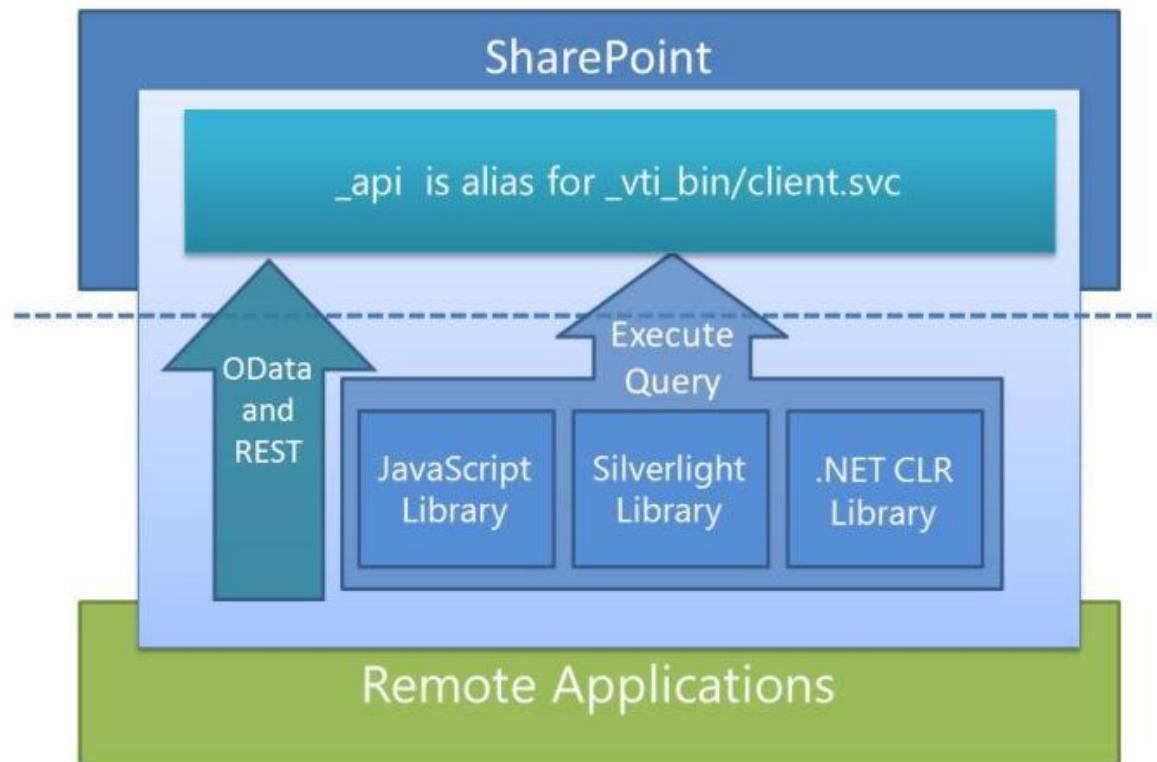 SharePoint
_api is alias for _vti_bin/client.svc
OData
and
REST
Execute
Query
JavaScript
Library
Silverlight
Library
.NET CLR
Library
Remote Applications